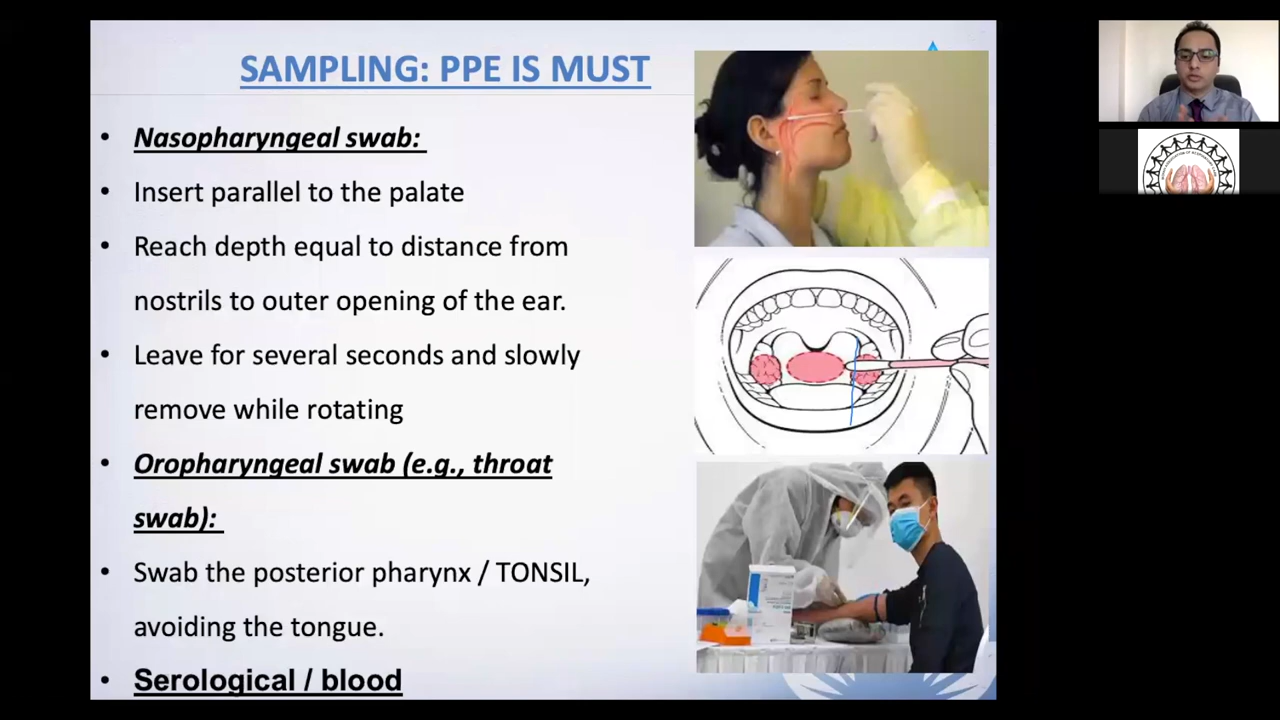 SAMPLING: PPE IS MUST
• Nasopharyngeal swab:
• Insert parallel to the palate
• Reach depth equal to distance from
nostrils to outer opening of the ear.
• Leave for several seconds and slowly
remove while rotating
• Oropharyngeal swab (e.g., throat
swab):
• Swab the posterior pharynx / TONSIL,
avoiding the tongue.
• Serological / blood